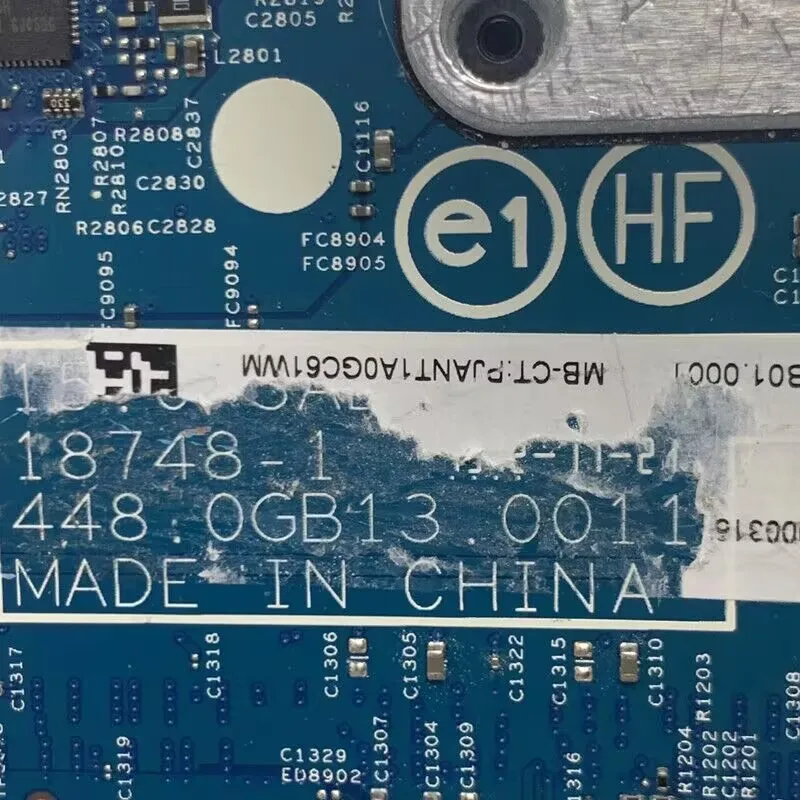 C2805
L2801
330
RN2803
R2807
R2810
R2808
C2837
C2830
R2806
C2828
C1116
FC8904
FC8905
e1
HF
FC9095
FC9094
MB-CT:PJANT1A0GC61WM
18748-1
448.0GB13.0011
MADE IN CHINA
C1317
C1318
C1306
C1305
C1322
C1315
C1310
R1203
C1308
C1319
C1329
ED8902
C1307
C1304
C1309
R1204
R1202
C1202
R1201